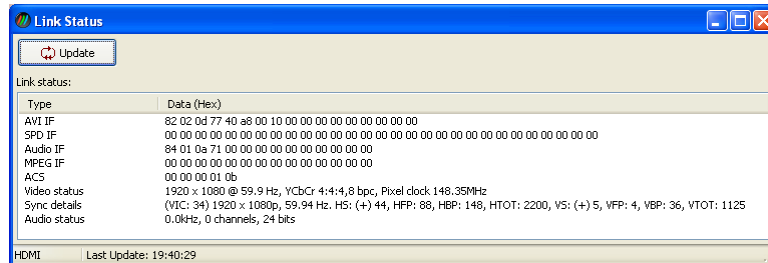 Link Status
Update
Link status:
Type Data (Hex)
AVI IF 82 02 0d 77 40 a8 00 10 00 00 00 00 00 00 00 00 00
SPD IF 00 00 00 00 00 00 00 00 00 00 00 00 00 00 00 00 00 00 00 00 00 00 00 00 00 00 00 00 00
Audio IF 84 01 0a 71 00 00 00 00 00 00 00 00 00 00
MPEG IF 00 00 00 00 00 00 00 00 00 00 00 00 00 00
ACS 00 00 00 01 0b
Video status 1920 x 1080 @ 59.9 Hz, YCbCr 4:4:4,8 bpc, Pixel clock 148.35MHz
Sync details (VIC: 34) 1920 x 1080p, 59.94 Hz. HS: (+) 44, HFP: 88, HBP: 148, HTOT: 2200, VS: (+) 5, VFP: 4, VBP: 36, VTOT: 1125
Audio status 0.0kHz, 0 channels, 24 bits
HDMI Last Update: 19:40:29